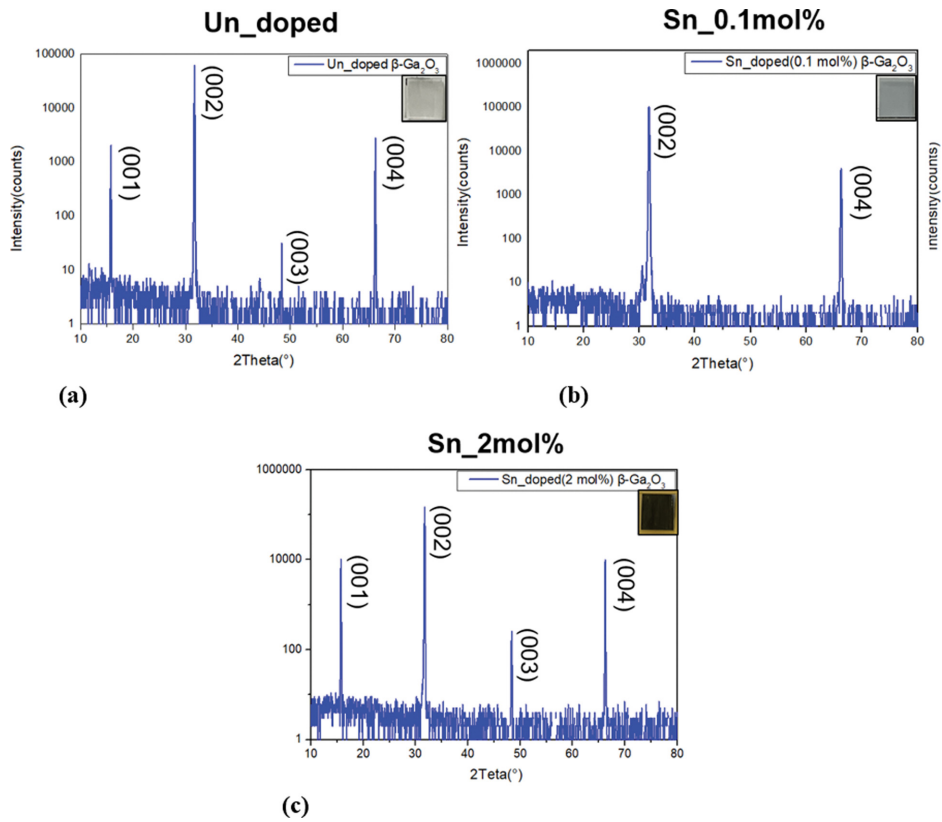 Un_doped
Un_doped β-Ga₂O₃
Intensity(counts)
100000
10000
1000
100
10
1
(001)
(002)
(003)
(004)
10 20 30 40 50 60 70 80
2Theta(°)
(a)
Sn_0.1mol%
Sn_doped(0.1 mol%) β-Ga₂O₃
Intensity(counts)
1000000
100000
10000
1000
100
10
1
(002)
(004)
10 20 30 40 50 60 70 80
2Theta(°)
(b)
Intensity(counts)
Sn_2mol%
Sn_doped(2 mol%) β-Ga₂O₃
1000000
10000
100
1
(001)
(002)
(003)
(004)
10 20 30 40 50 60 70 80
2Teta(°)
(c)